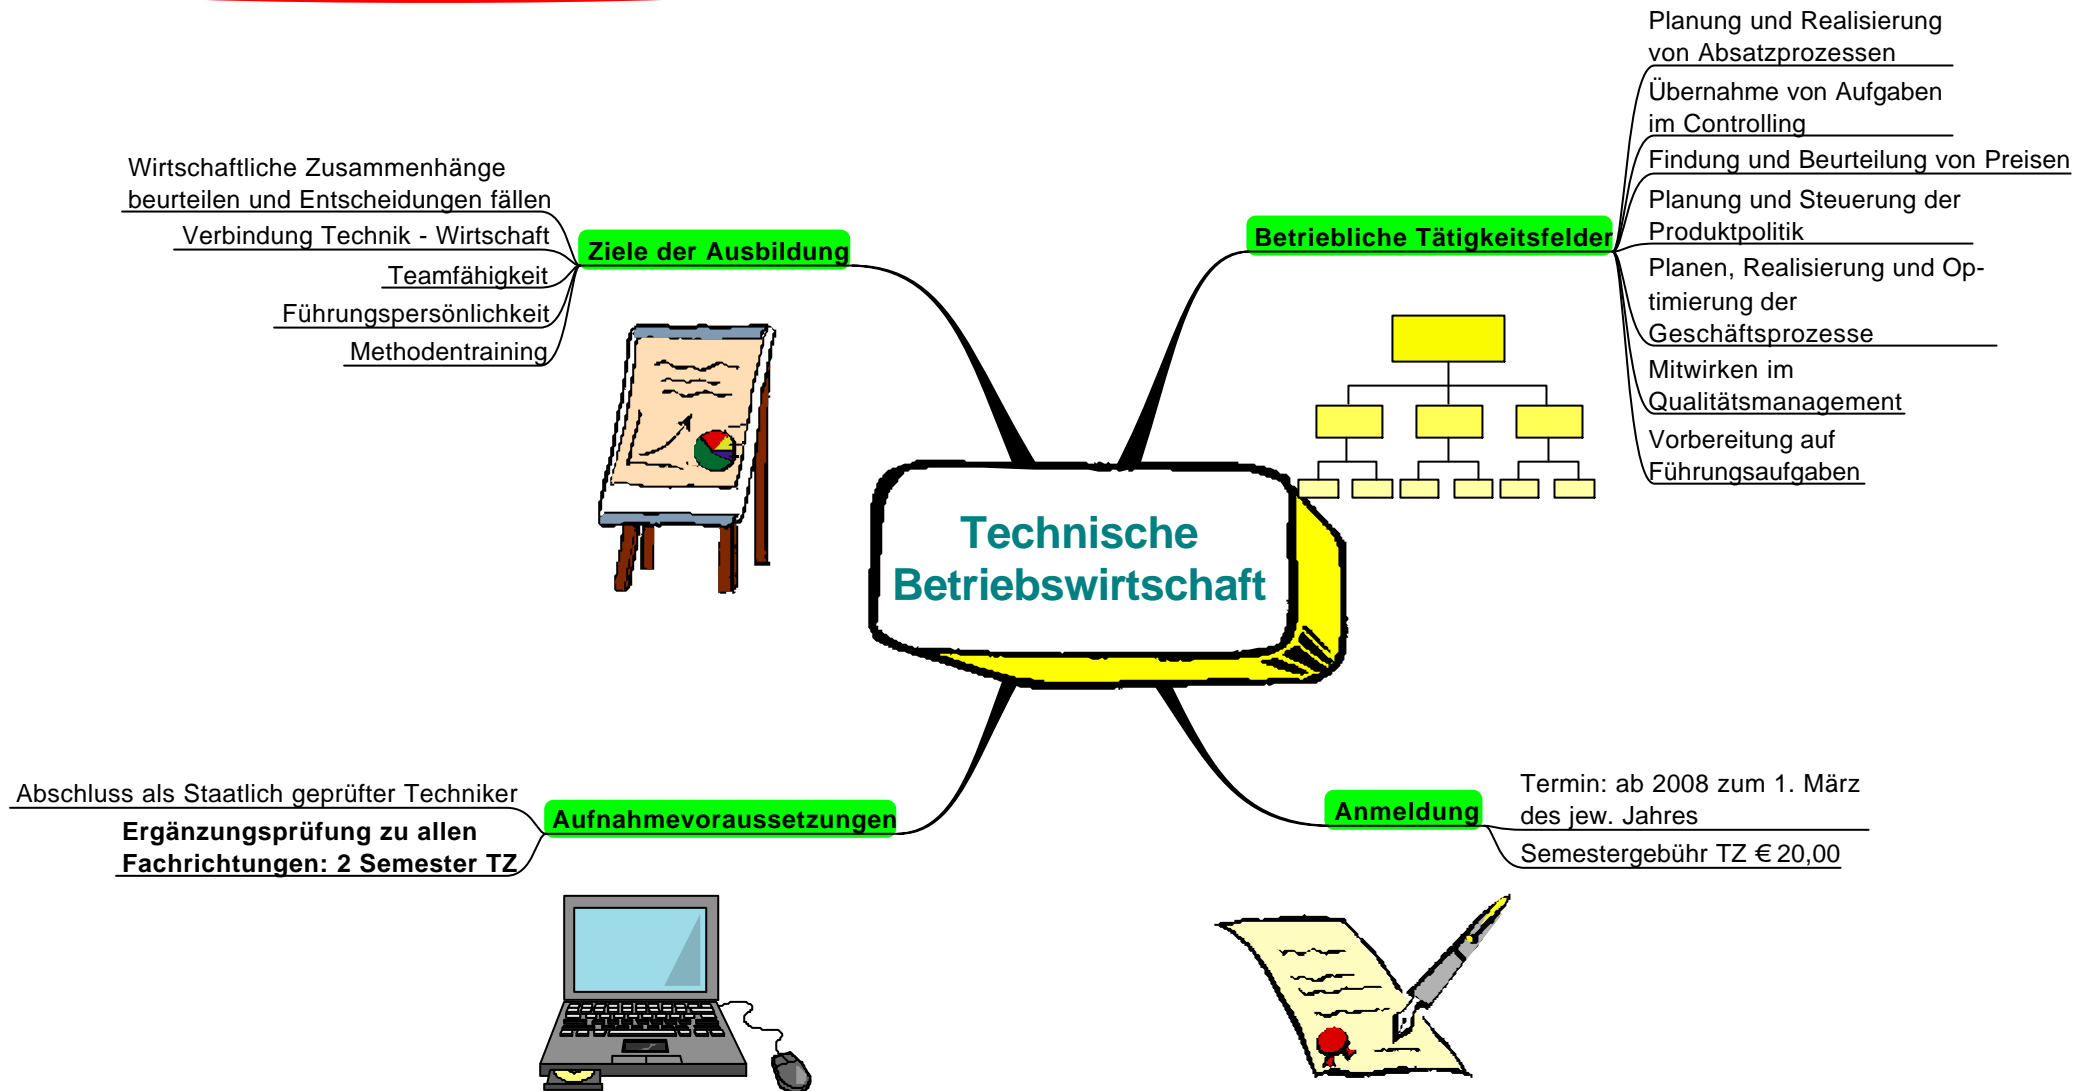 Technische
Betriebswirtschaft
Ziele der Ausbildung
Wirtschaftliche Zusammenhänge
beurteilen und Entscheidungen fällen
Verbindung Technik - Wirtschaft
Teamfähigkeit
Führungspersönlichkeit
Methodentraining
Betriebliche Tätigkeitsfelder
Planung und Realisierung
von Absatzprozessen
Übernahme von Aufgaben
im Controlling
Findung und Beurteilung von Preisen
Planung und Steuerung der
Produktpolitik
Planen, Realisierung und Op-
timierung der
Geschäftsprozesse
Mitwirken im
Qualitätsmanagement
Vorbereitung auf
Führungsaufgaben
Aufnahmevoraussetzungen
Abschluss als Staatlich geprüfter Techniker
Ergänzungsprüfung zu allen
Fachrichtungen: 2 Semester TZ
Anmeldung
Termin: ab 2008 zum 1. März
des jew. Jahres
Semestergebühr TZ € 20,00